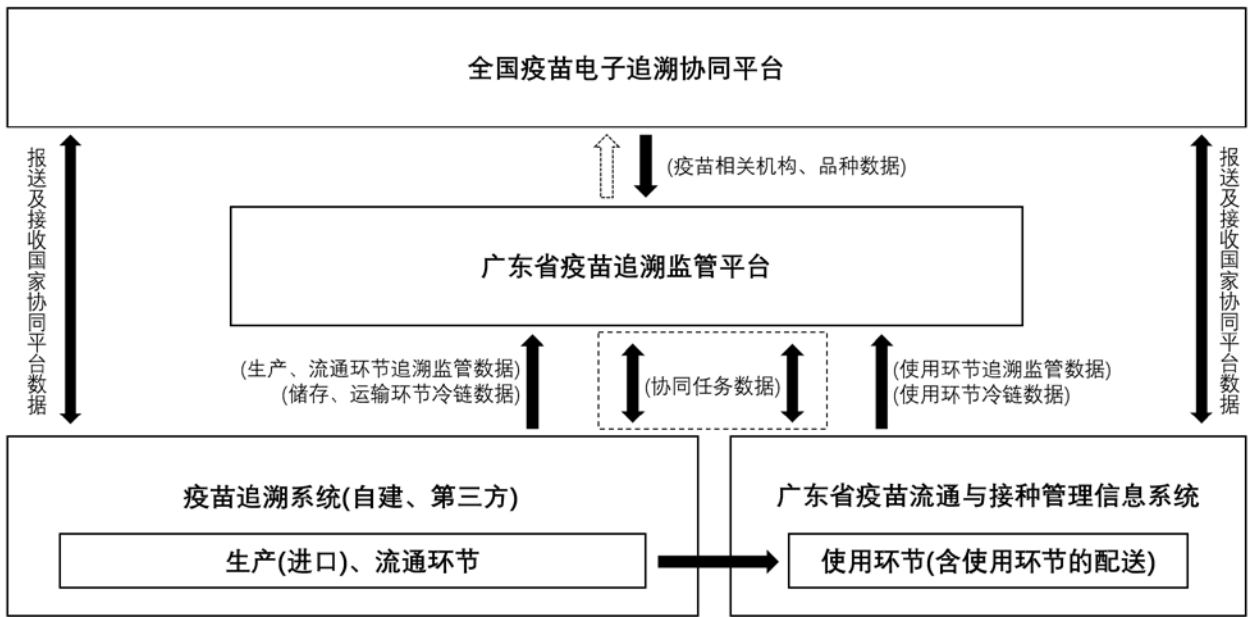 全国疫苗电子追溯协同平台
报送及接收国家协同平台数据
(疫苗相关机构、品种数据)
报送及接收国家协同平台数据
广东省疫苗追溯监管平台
(生产、流通环节追溯监管数据)
(储存、运输环节冷链数据)
(协同任务数据)
(使用环节追溯监管数据)
(使用环节冷链数据)
疫苗追溯系统(自建、第三方)
生产(进口)、流通环节
广东省疫苗流通与接种管理信息系统
使用环节(含使用环节的配送)